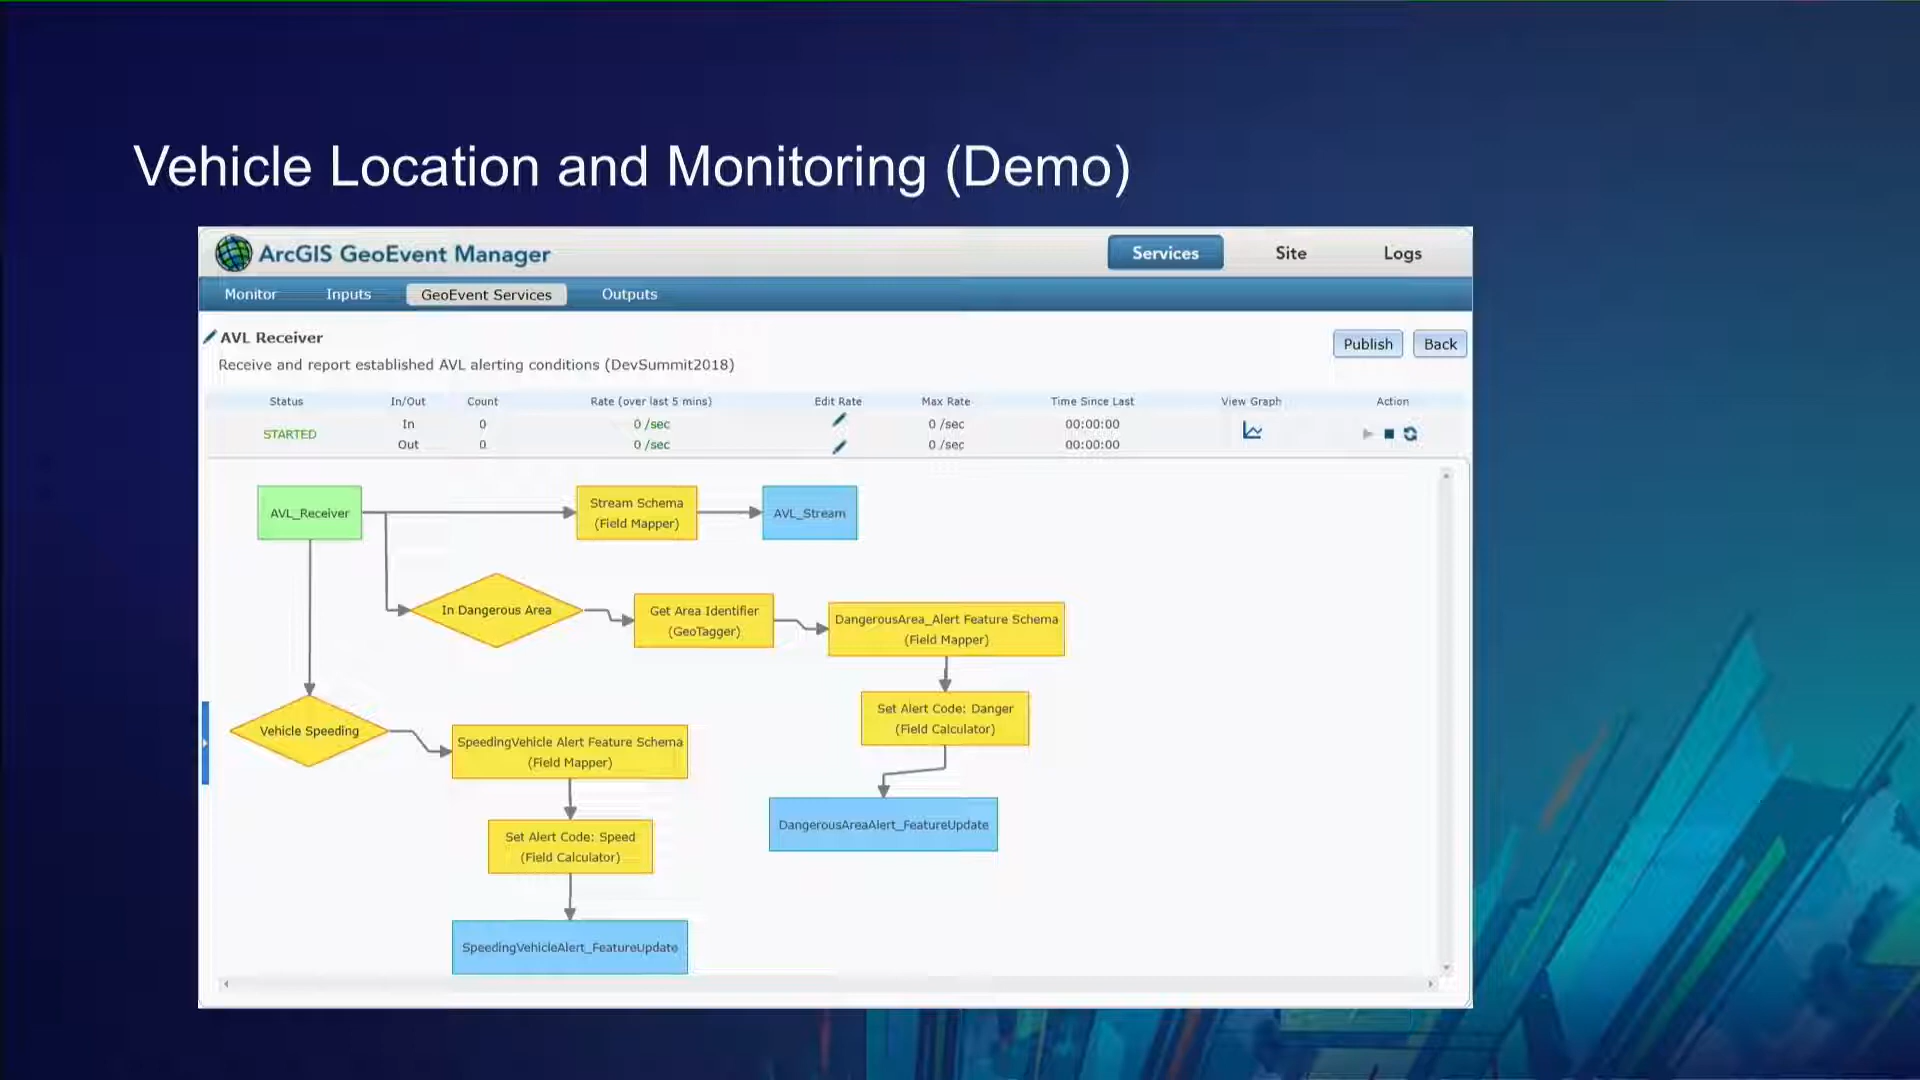 Vehicle Location and Monitoring (Demo)
ArcGIS GeoEvent Manager
Services
Site
Logs
Monitor
Inputs
GeoEvent Services
Outputs
AVL Receiver
Publish
Back
Receive and report established AVL alerting conditions (DevSummit2018)
Status
In/Out
Count
Rate (over last 5 mins)
Edit Rate
Max Rate
Time Since Last
View Graph
Action
STARTED
In
0
0 /sec
0 /sec
00:00:00
Out
0
0 /sec
0 /sec
00:00:00
AVL_Receiver
Stream Schema
(Field Mapper)
AVL_Stream
In Dangerous Area
Get Area Identifier
(GeoTagger)
DangerousArea_Alert Feature Schema
(Field Mapper)
Set Alert Code: Danger
(Field Calculator)
DangerousAreaAlert_FeatureUpdate
Vehicle Speeding
SpeedingVehicle Alert Feature Schema
(Field Mapper)
Set Alert Code: Speed
(Field Calculator)
SpeedingVehicleAlert_FeatureUpdate